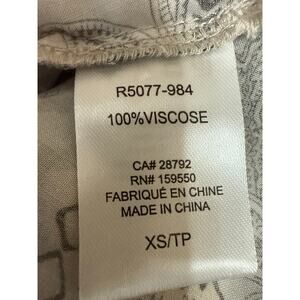 R5077-984
100%VISCOSE
CA# 28792
RN# 159550
FABRIQUÉ EN CHINE
MADE IN CHINA
XS/TP